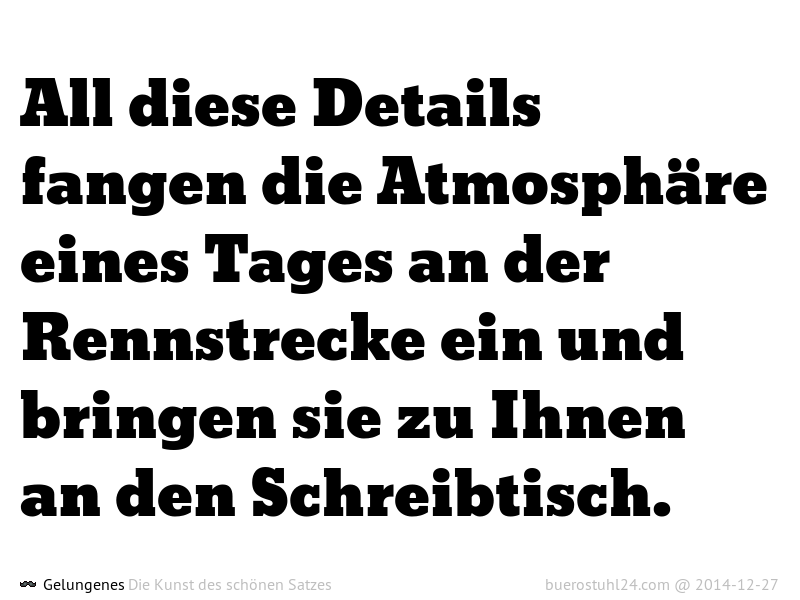 All diese Details
fangen die Atmosphäre
eines Tages an der
Rennstrecke ein und
bringen sie zu Ihnen
an den Schreibtisch.
Gelungenes Die Kunst des schönen Satzes
buerostuhl24.com @ 2014-12-27